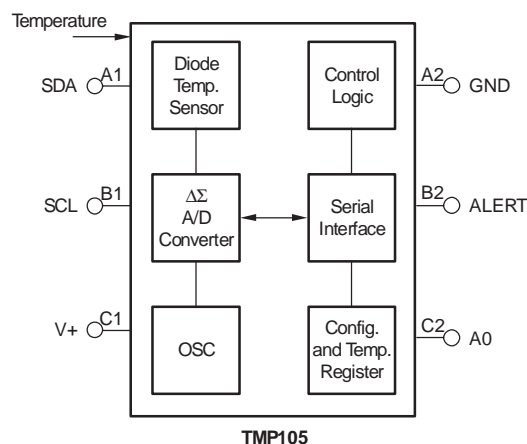 Temperature
SDA A1
Diode
Temp.
Sensor
Control
Logic
A2 GND
SCL B1
ΔΣ
A/D
Converter
Serial
Interface
B2 ALERT
V+ C1
OSC
Config.
and Temp.
Register
C2 A0
TMP105